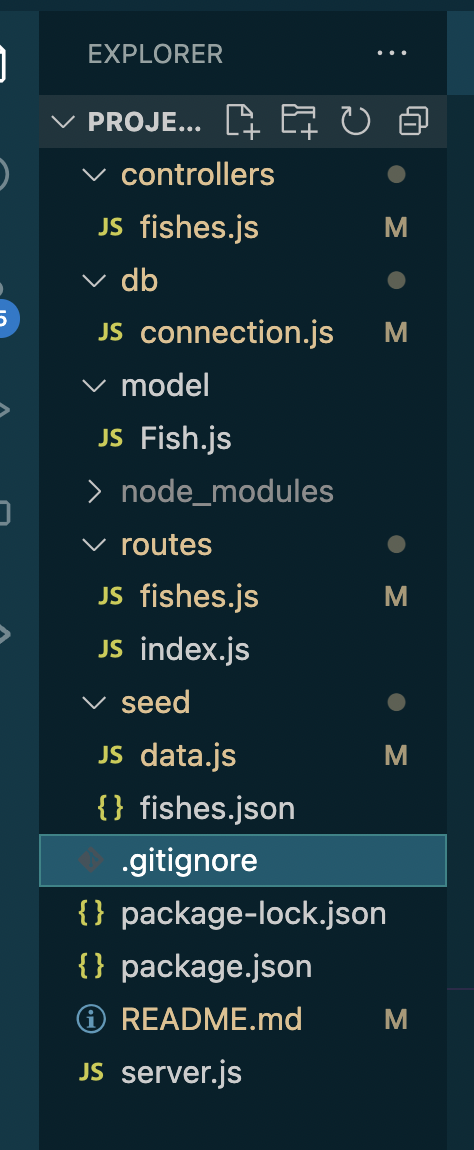 EXPLORER
PROJE...
controllers
JS fishes.js M
db
JS connection.js M
5
model
JS Fish.js
node_modules
routes
JS fishes.js M
JS index.js
seed
JS data.js M
{} fishes.json
.gitignore
{} package-lock.json
{} package.json
README.md M
JS server.js